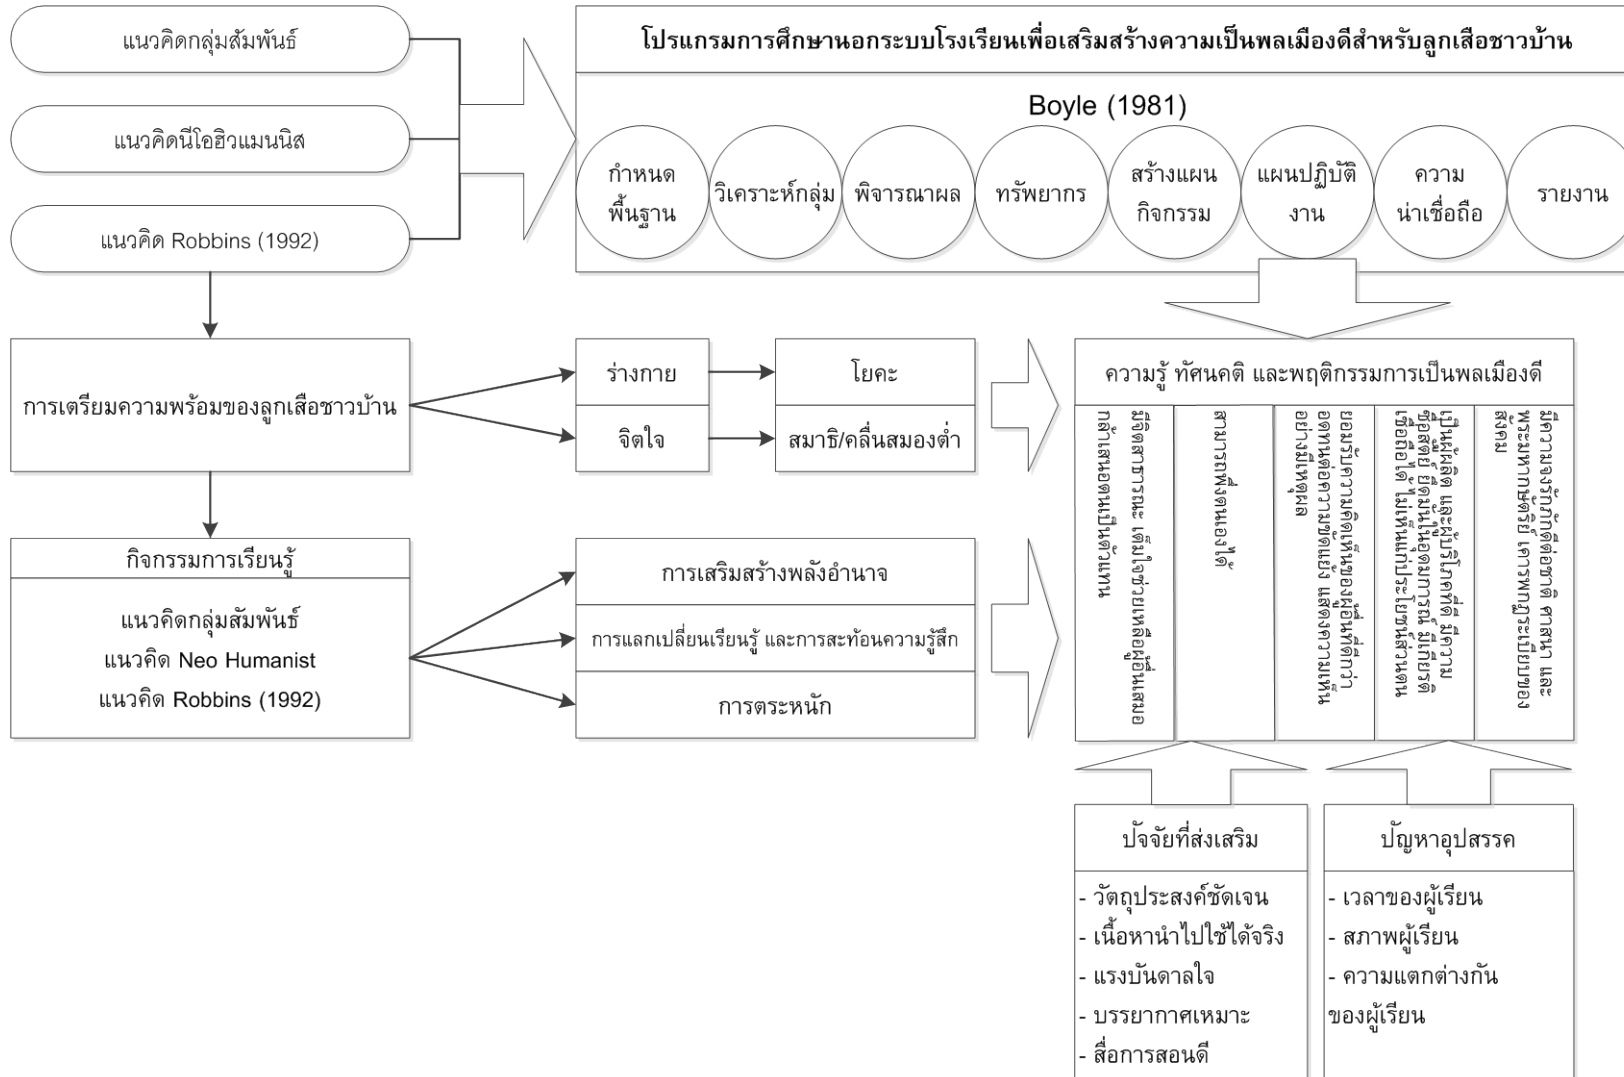 แนวคิดกลุ่มสัมพันธ์
แนวคิดนีโอฮิวแมนนิส
แนวคิด Robbins (1992)
โปรแกรมการศึกษานอกระบบโรงเรียนเพื่อเสริมสร้างความเป็นพลเมืองดีสำหรับลูกเสือชาวบ้าน
Boyle (1981)
กำหนด
พื้นฐาน
วิเคราะห์กลุ่ม
พิจารณาผล
ทรัพยากร
สร้างแผน
กิจกรรม
แผนปฏิบัติ
งาน
ความ
น่าเชื่อถือ
รายงาน
การเตรียมความพร้อมของลูกเสือชาวบ้าน
ร่างกาย
โยคะ
จิตใจ
สมาธิ/คลื่นสมองต่ำ
กิจกรรมการเรียนรู้
แนวคิดกลุ่มสัมพันธ์
แนวคิด Neo Humanist
แนวคิด Robbins (1992)
การเสริมสร้างพลังอำนาจ
การแลกเปลี่ยนเรียนรู้ และการสะท้อนความรู้สึก
การตระหนัก
ความรู้ ทัศนคติ และพฤติกรรมการเป็นพลเมืองดี
มีจิตสาธารณะ เต็มใจช่วยเหลือผู้อื่นเสมอ
กล้าเสนอตนเป็นตัวแทน
สามารถพึ่งตนเองได้
ยอมรับความคิดเห็นของผู้อื่นที่ดีกว่า
อดทนต่อความขัดแย้ง แสดงความเห็น
อย่างมีเหตุผล
เป็นผู้ผลิต และผู้บริโภคที่ดี มีความ
ซื่อสัตย์ ยึดมั่นในอุดมการณ์ มีเกียรติ
เชื่อถือได้ ไม่เห็นแก่ประโยชน์ส่วนตน
มีความจงรักภักดีต่อชาติ ศาสนา และ
พระมหากษัตริย์ เคารพกฎระเบียบของ
สังคม
ปัจจัยที่ส่งเสริม
- วัตถุประสงค์ชัดเจน
- เนื้อหานำไปใช้ได้จริง
- แรงบันดาลใจ
- บรรยากาศเหมาะ
- สื่อการสอนดี
ปัญหาอุปสรรค
- เวลาของผู้เรียน
- สภาพผู้เรียน
- ความแตกต่างกัน
ของผู้เรียน